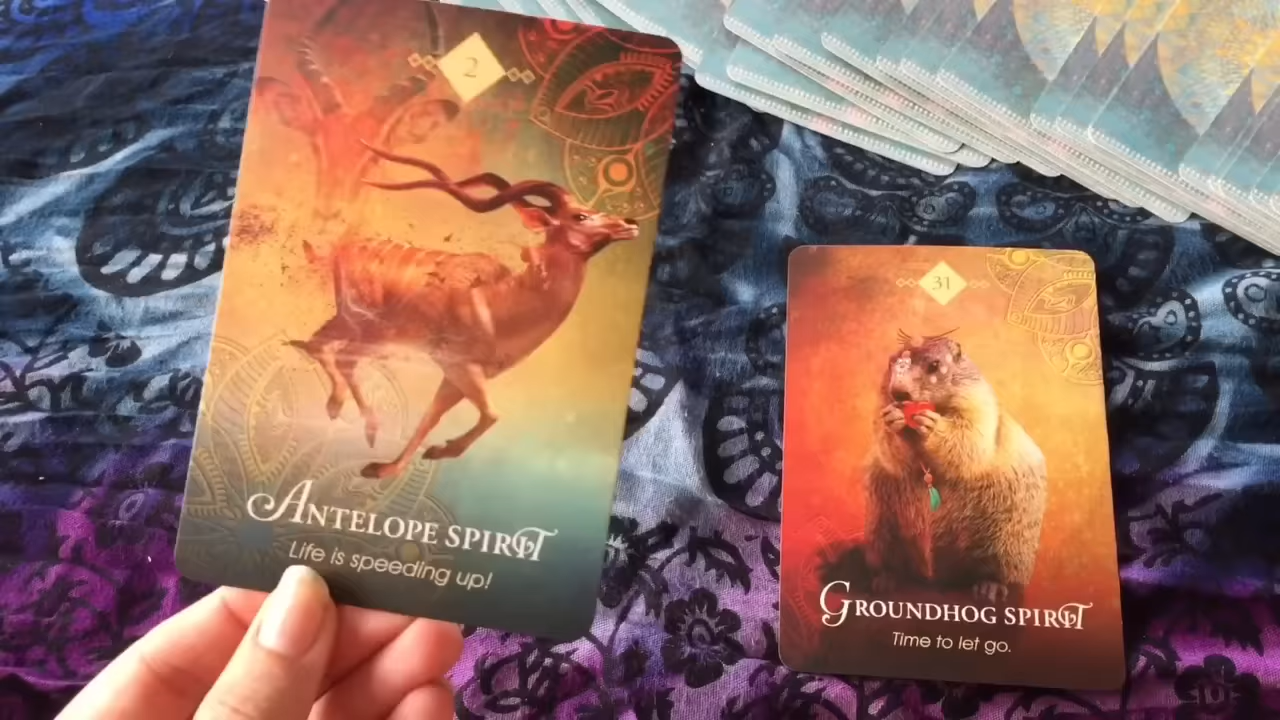 2
ANTELOPE SPIRIT
Life is speeding up!
31
GROUNDHOG SPIRIT
Time to let go.